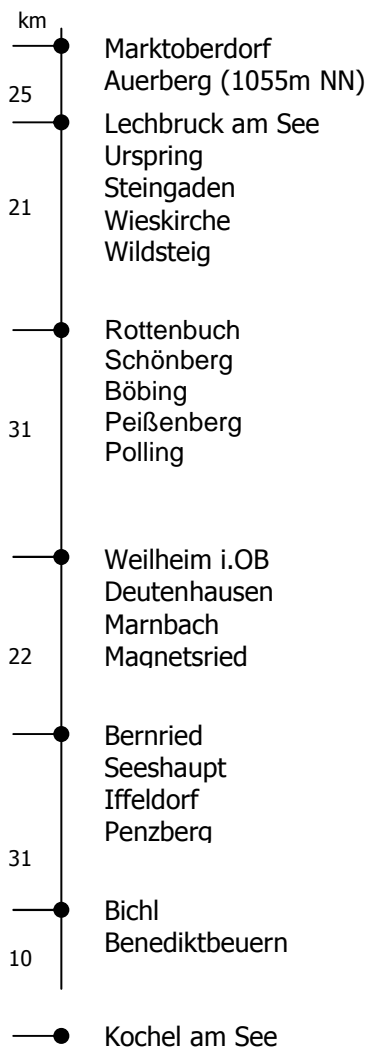 km
Marktoberdorf
Auerberg (1055m NN)
25
Lechbruck am See
Urspring
Steingaden
21
Wieskirche
Wildsteig
Rottenbuch
Schönberg
Böbing
Peißenberg
31
Polling
Weilheim i.OB
Deutenhausen
Marnbach
22
Magnetsried
Bernried
Seeshaupt
Iffeldorf
Penzberg
31
Bichl
Benediktbeuern
10
Kochel am See